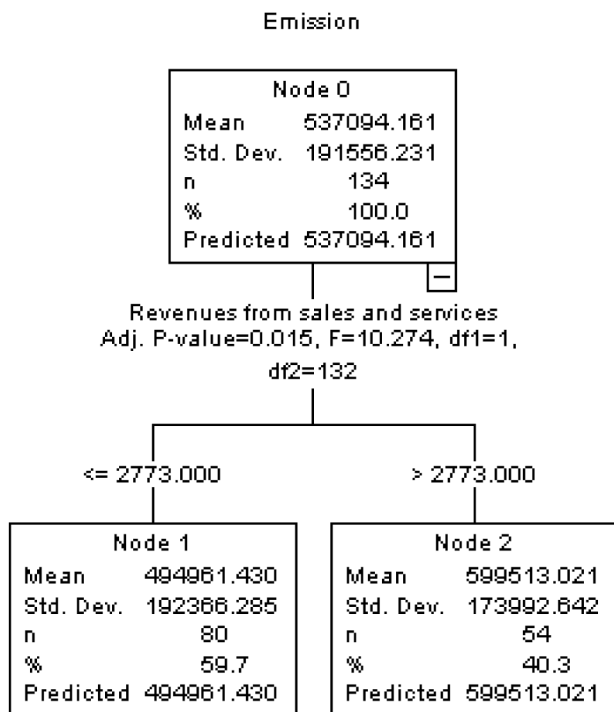 Emission
Node 0
Mean 537094.161
Std. Dev. 191556.231
n 134
% 100.0
Predicted 537094.161
Revenues from sales and services
Adj. P-value=0.015, F=10.274, df1=1,
df2=132
<= 2773.000
> 2773.000
Node 1
Mean 494961.430
Std. Dev. 192366.285
n 80
% 59.7
Predicted 494961.430
Node 2
Mean 599513.021
Std. Dev. 173992.642
n 54
% 40.3
Predicted 599513.021